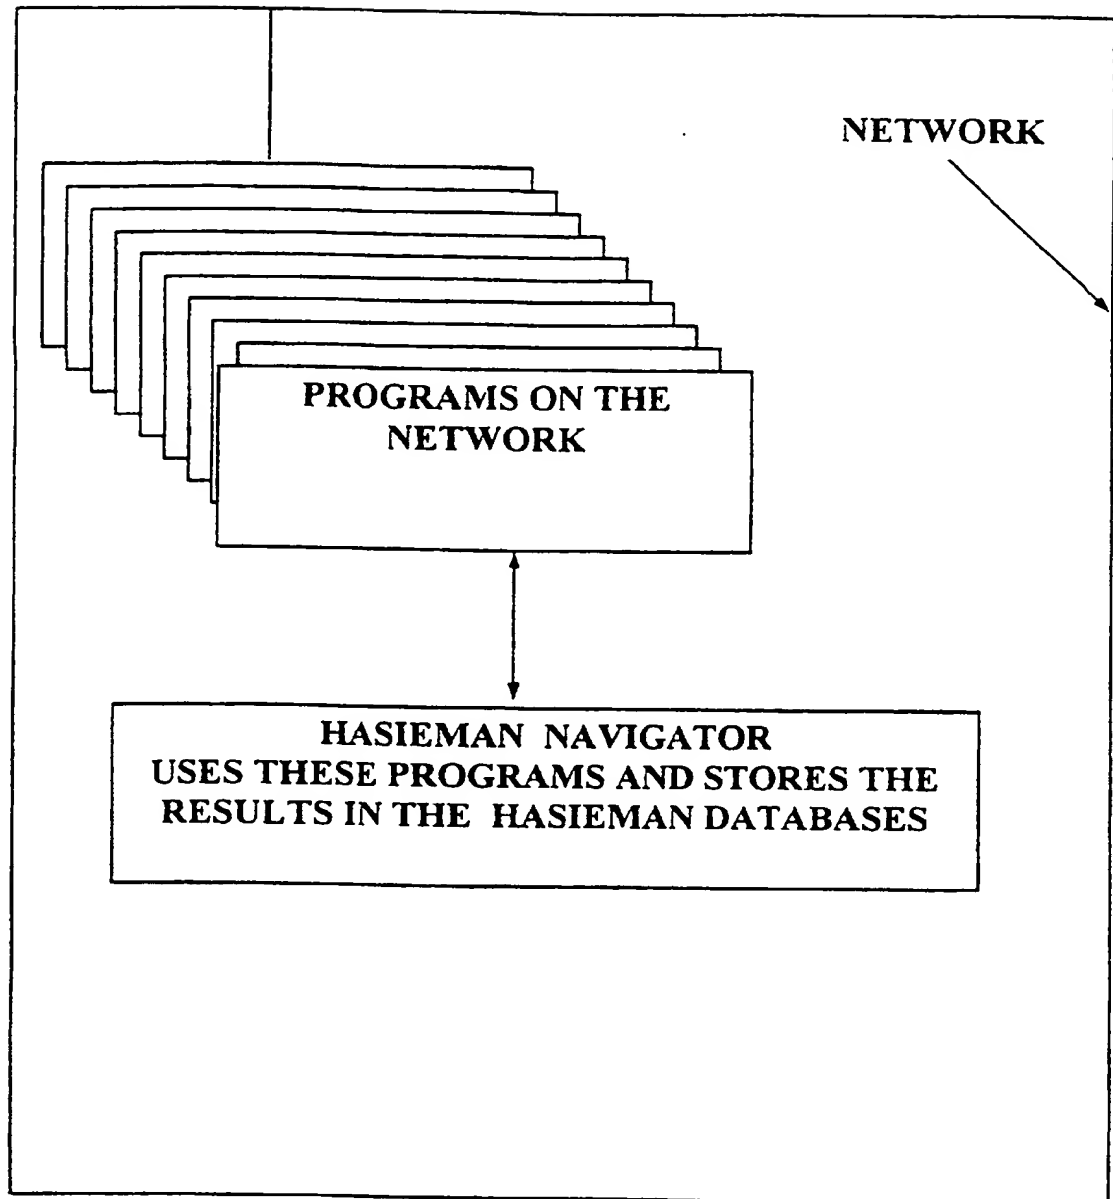 NETWORK
PROGRAMS ON THE
NETWORK
HASIEMAN NAVIGATOR
USES THESE PROGRAMS AND STORES THE
RESULTS IN THE HASIEMAN DATABASES